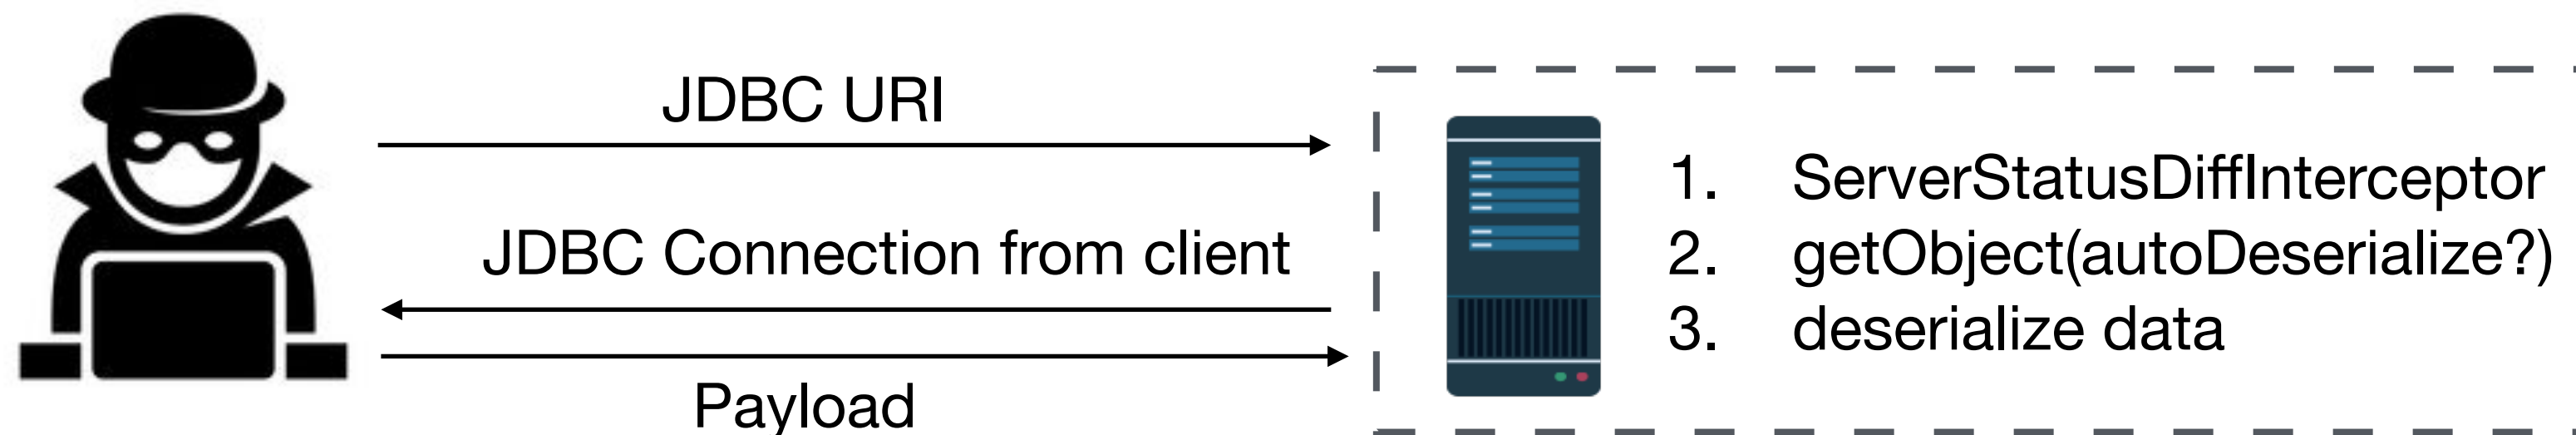 JDBC URI
JDBC Connection from client
Payload
1. ServerStatusDiffInterceptor
2. getObject(autoDeserialize?)
3. deserialize data